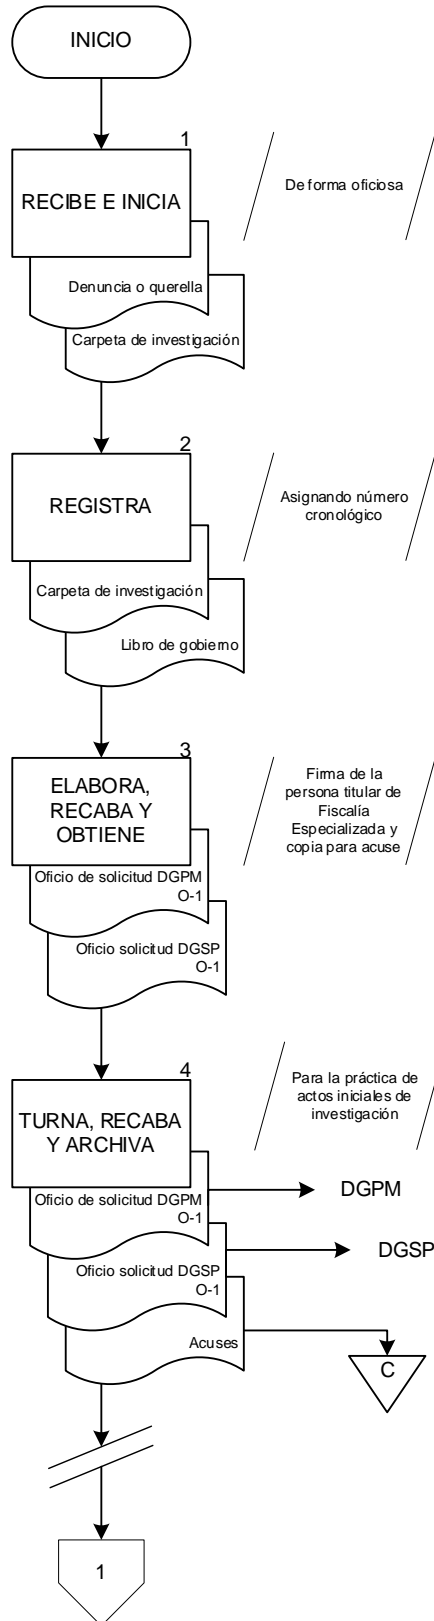 INICIO
1
RECIBE E INICIA
De forma oficiosa
Denuncia o querella
Carpeta de investigación
2
REGISTRA
Asignando número
cronológico
Carpeta de investigación
Libro de gobierno
3
ELABORA,
RECABA Y
OBTIENE
Firma de la
persona titular de
Fiscalía
Especializada y
copia para acuse
Oficio de solicitud DGPM
O-1
Oficio solicitud DGSP
O-1
4
TURNA, RECABA
Y ARCHIVA
Para la práctica de
actos iniciales de
investigación
Oficio de solicitud DGPM
O-1
DGPM
Oficio solicitud DGSP
O-1
DGSP
Acuses
C
1